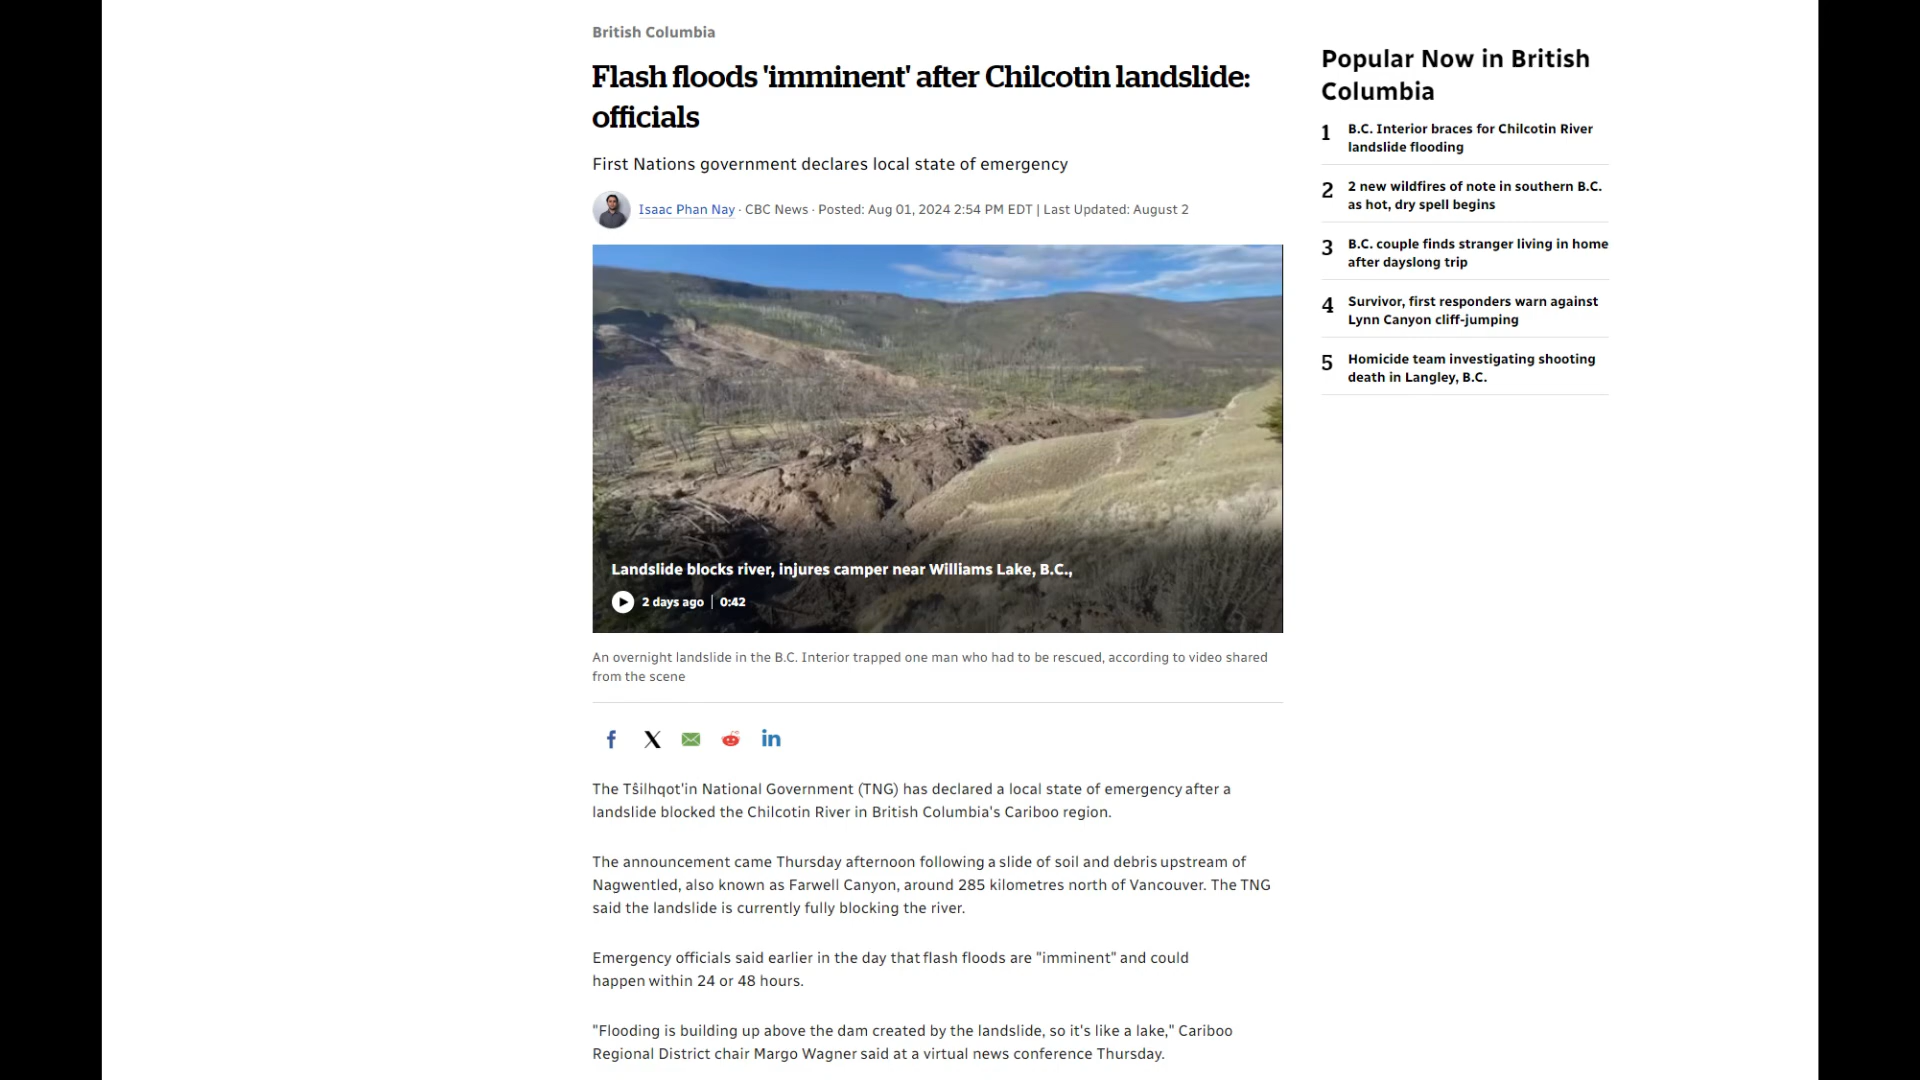 British Columbia
Flash floods 'imminent' after Chilcotin landslide:
officials
First Nations government declares local state of emergency
Isaac Phan Nay · CBC News · Posted: Aug 01, 2024 2:54 PM EDT | Last Updated: August 2
Landslide blocks river, injures camper near Williams Lake, B.C.,
2 days ago | 0:42
An overnight landslide in the B.C. Interior trapped one man who had to be rescued, according to video shared
from the scene
The Tŝilhqot'in National Government (TNG) has declared a local state of emergency after a
landslide blocked the Chilcotin River in British Columbia's Cariboo region.
The announcement came Thursday afternoon following a slide of soil and debris upstream of
Nagwentled, also known as Farwell Canyon, around 285 kilometres north of Vancouver. The TNG
said the landslide is currently fully blocking the river.
Emergency officials said earlier in the day that flash floods are "imminent" and could
happen within 24 or 48 hours.
"Flooding is building up above the dam created by the landslide, so it's like a lake," Cariboo
Regional District chair Margo Wagner said at a virtual news conference Thursday.
Popular Now in British
Columbia
1 B.C. Interior braces for Chilcotin River
landslide flooding
2 2 new wildfires of note in southern B.C.
as hot, dry spell begins
3 B.C. couple finds stranger living in home
after dayslong trip
4 Survivor, first responders warn against
Lynn Canyon cliff-jumping
5 Homicide team investigating shooting
death in Langley, B.C.